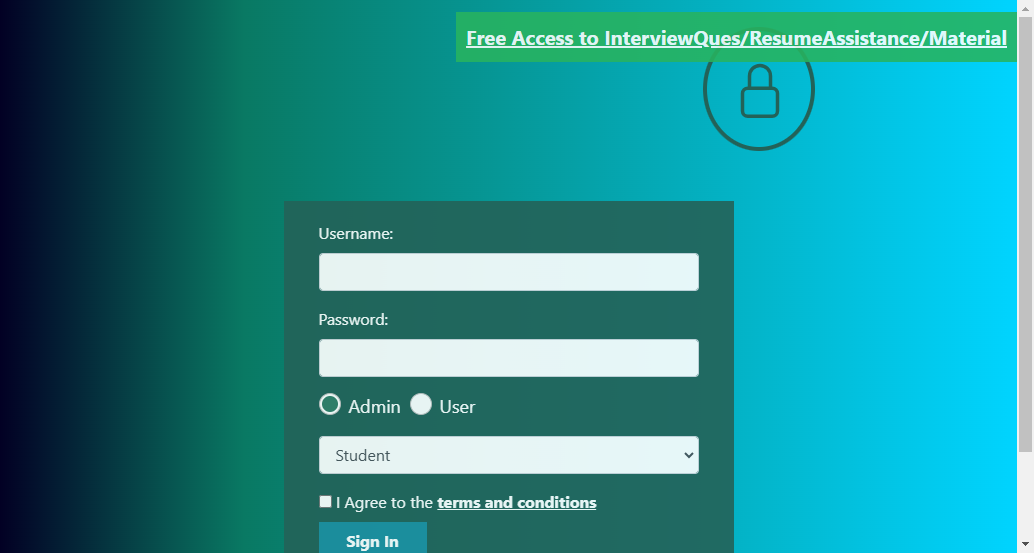 Free Access to InterviewQues/ResumeAssistance/Material
Username:
Password:
Admin User
Student
I Agree to the terms and conditions
Sign In